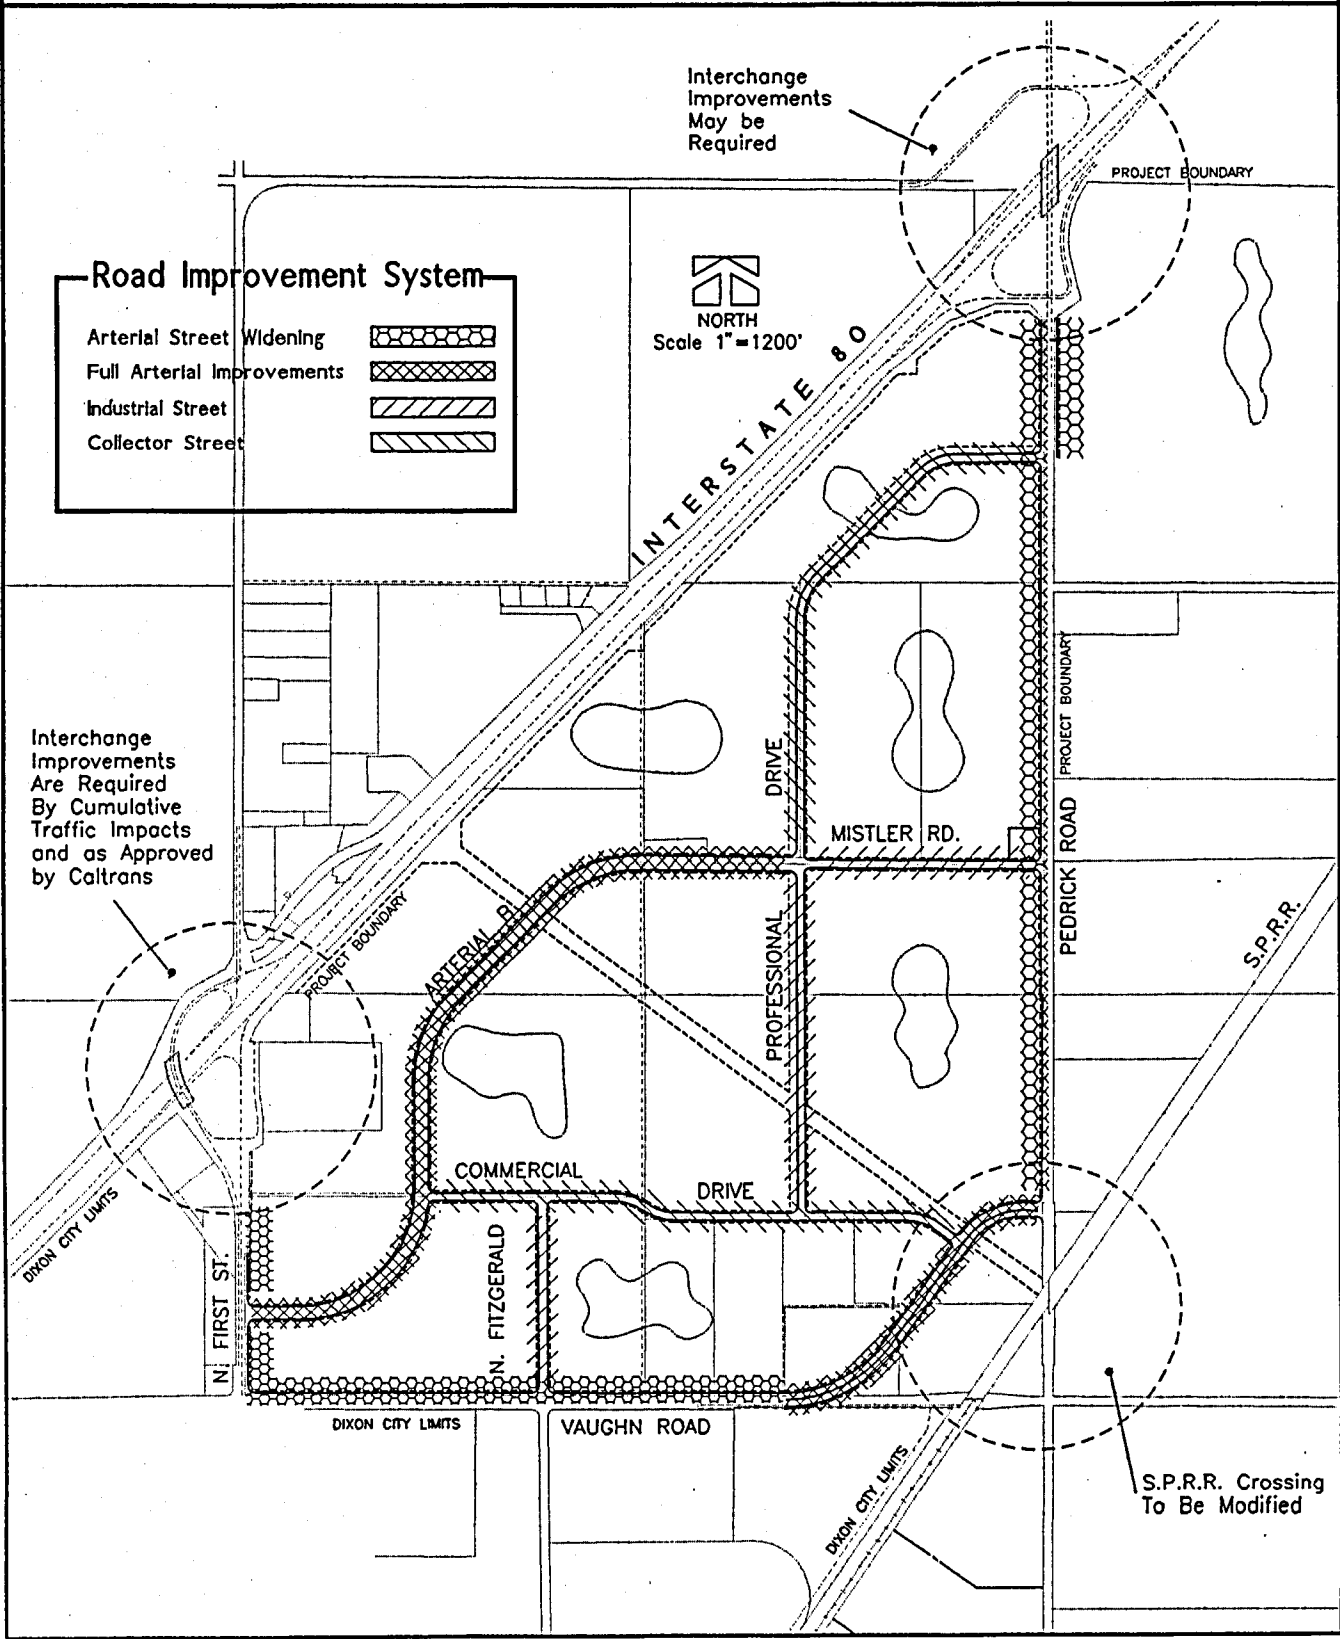 Interchange
Improvements
May be
Required
PROJECT BOUNDARY
Road Improvement System
Arterial Street Widening
Full Arterial Improvements
Industrial Street
Collector Street
NORTH
Scale 1"=1200'
INTERSTATE 80
Interchange
Improvements
Are Required
By Cumulative
Traffic Impacts
and as Approved
by Caltrans
PROJECT BOUNDARY
DRIVE
MISTLER RD.
PROJECT BOUNDARY
PEDRICK ROAD
S.P.R.R.
ARTERIAL B
PROFESSIONAL
COMMERCIAL
DRIVE
DIXON CITY LIMITS
N. FIRST ST.
N. FITZGERALD
DIXON CITY LIMITS
VAUGHN ROAD
DIXON CITY LIMITS
S.P.R.R. Crossing
To Be Modified